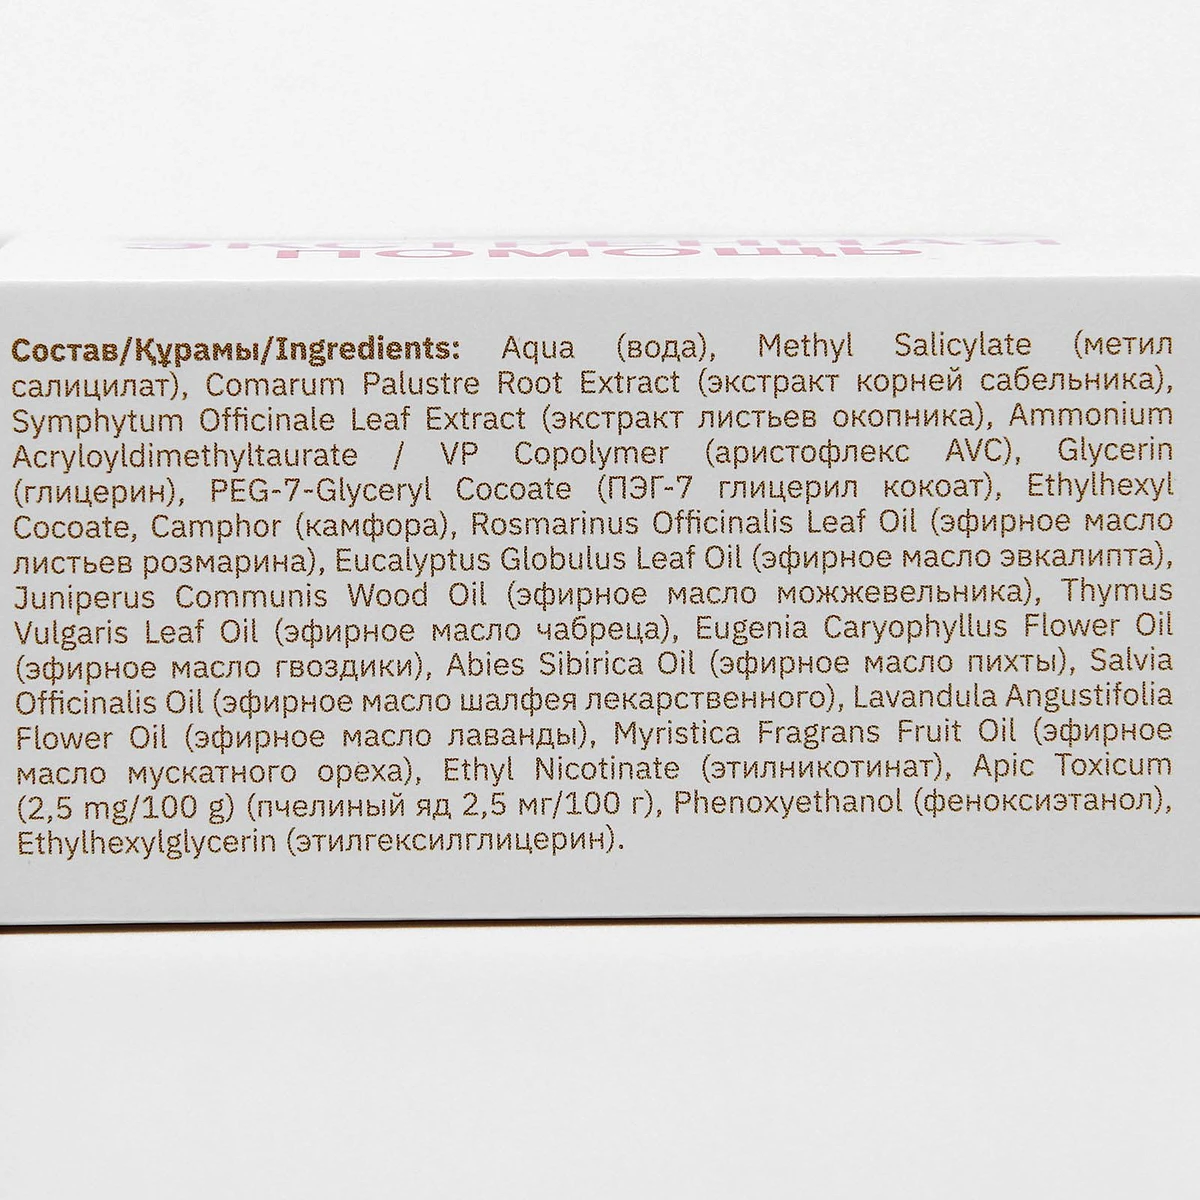 ЭКСТРЕННАЯ
ПОМОЩЬ
Состав/Құрамы/Ingredients: Aqua (вода), Methyl Salicylate (метил
салицилат), Comarum Palustre Root Extract (экстракт корней сабельника),
Symphytum Officinale Leaf Extract (экстракт листьев окопника), Ammonium
Acryloyldimethyltaurate / VP Copolymer (аристофлекс AVC), Glycerin
(глицерин), PEG-7-Glyceryl Cocoate (ПЭГ-7 глицерил кокоат), Ethylhexyl
Cocoate, Camphor (камфора), Rosmarinus Officinalis Leaf Oil (эфирное масло
листьев розмарина), Eucalyptus Globulus Leaf Oil (эфирное масло эвкалипта),
Juniperus Communis Wood Oil (эфирное масло можжевельника), Thymus
Vulgaris Leaf Oil (эфирное масло чабреца), Eugenia Caryophyllus Flower Oil
(эфирное масло гвоздики), Abies Sibirica Oil (эфирное масло пихты), Salvia
Officinalis Oil (эфирное масло шалфея лекарственного), Lavandula Angustifolia
Flower Oil (эфирное масло лаванды), Myristica Fragrans Fruit Oil (эфирное
масло мускатного ореха), Ethyl Nicotinate (этилникотинат), Apic Toxicum
(2,5 mg/100 g) (пчелиный яд 2,5 мг/100 г), Phenoxyethanol (феноксиэтанол),
Ethylhexylglycerin (этилгексилглицерин).